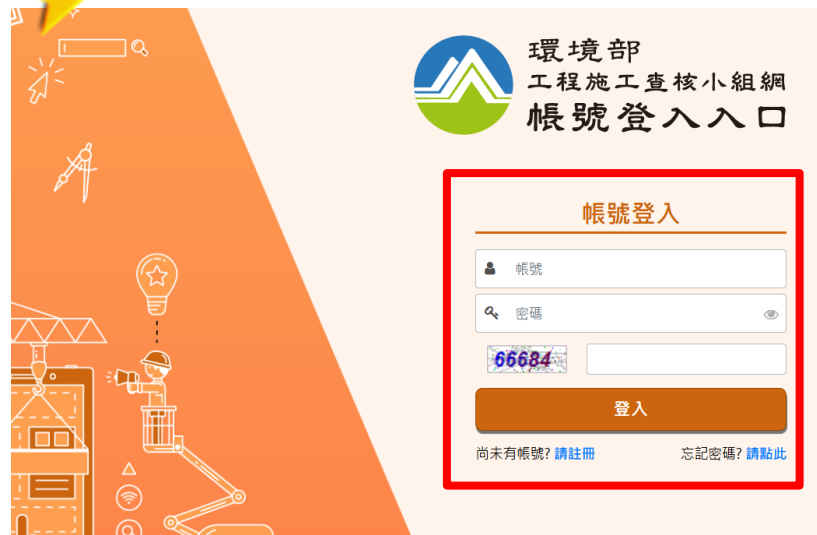 環境部
工程施工查核小組網
帳號登入入口
帳號登入
帳號
密碼
66684
登入
尚未有帳號? 請註冊 忘記密碼? 請點此